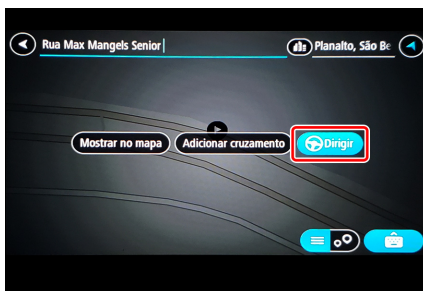 Rua Max Mangels Senior
Planalto, São Be
Mostrar no mapa
Adicionar cruzamento
Dirigir